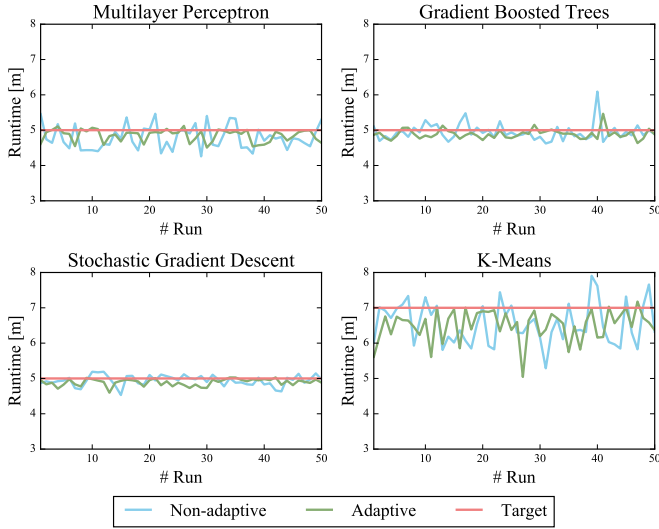 Multilayer Perceptron
Gradient Boosted Trees
8
7
6
5
4
3
Runtime [m]
10
20
30
40
50
# Run
8
7
6
5
4
3
Runtime [m]
10
20
30
40
50
# Run
Stochastic Gradient Descent
K-Means
8
7
6
5
4
3
Runtime [m]
10
20
30
40
50
# Run
8
7
6
5
4
3
Runtime [m]
10
20
30
40
50
# Run
Non-adaptive
Adaptive
Target